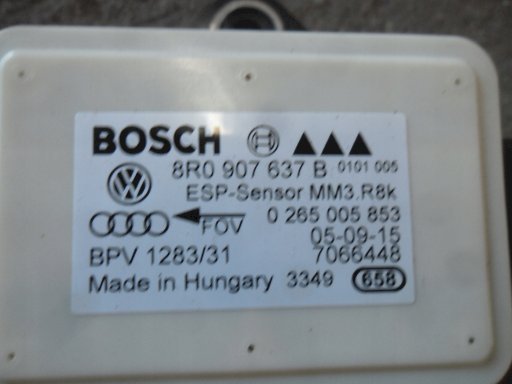 BOSCH
8R0 907 637 B 0101 005
ESP-Sensor MM3.R8k
FOV 0 265 005 853
05-09-15
BPV 1283/31 7066448
Made in Hungary 3349 658